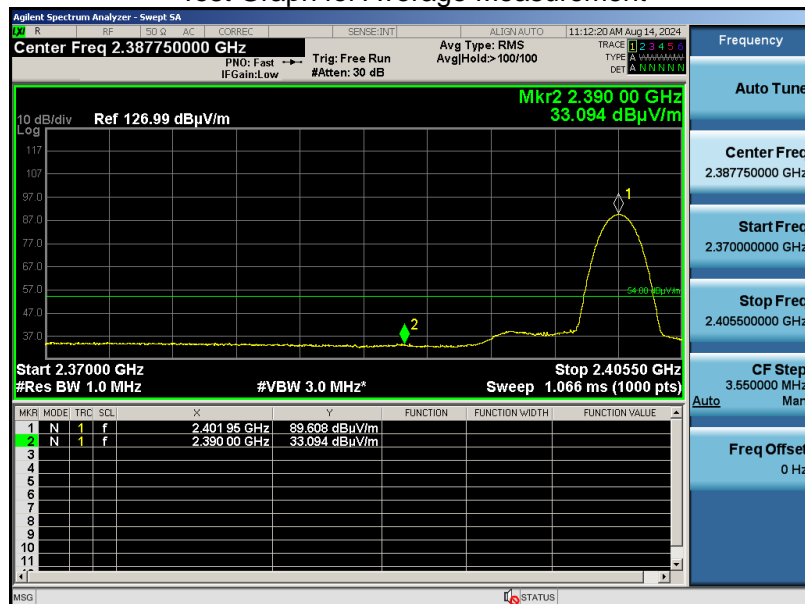 Test Graph for Average Measurement
Agilent Spectrum Analyzer - Swept SA
R RF 50 Ω AC CORREC SENSE:INT ALIGN AUTO 11:12:20 AM Aug 14, 2024
Center Freq 2.387750000 GHz
PNO: Fast
IFGain:Low
Trig: Free Run
#Atten: 30 dB
Avg Type: RMS
Avg|Hold:>100/100
TRACE 1 2 3 4 5 6
TYPE A WWWWW
DET A N N N N N
Mkr2 2.390 00 GHz
33.094 dBµV/m
10 dB/div Ref 126.99 dBµV/m
Log
117
107
97.0
87.0
77.0
67.0
57.0
47.0
37.0
1
2
54.00 dBµV/m
Start 2.37000 GHz Stop 2.40550 GHz
#Res BW 1.0 MHz #VBW 3.0 MHz* Sweep 1.066 ms (1000 pts)
MKR MODE TRC SCL X Y FUNCTION FUNCTION WIDTH FUNCTION VALUE
1 N 1 f 2.401 95 GHz 89.608 dBµV/m
2 N 1 f 2.390 00 GHz 33.094 dBµV/m
3
4
5
6
7
8
9
10
11
MSG STATUS
Frequency
Auto Tune
Center Freq
2.387750000 GHz
Start Freq
2.370000000 GHz
Stop Freq
2.405500000 GHz
CF Step
3.550000 MHz
Auto Man
Freq Offset
0 Hz